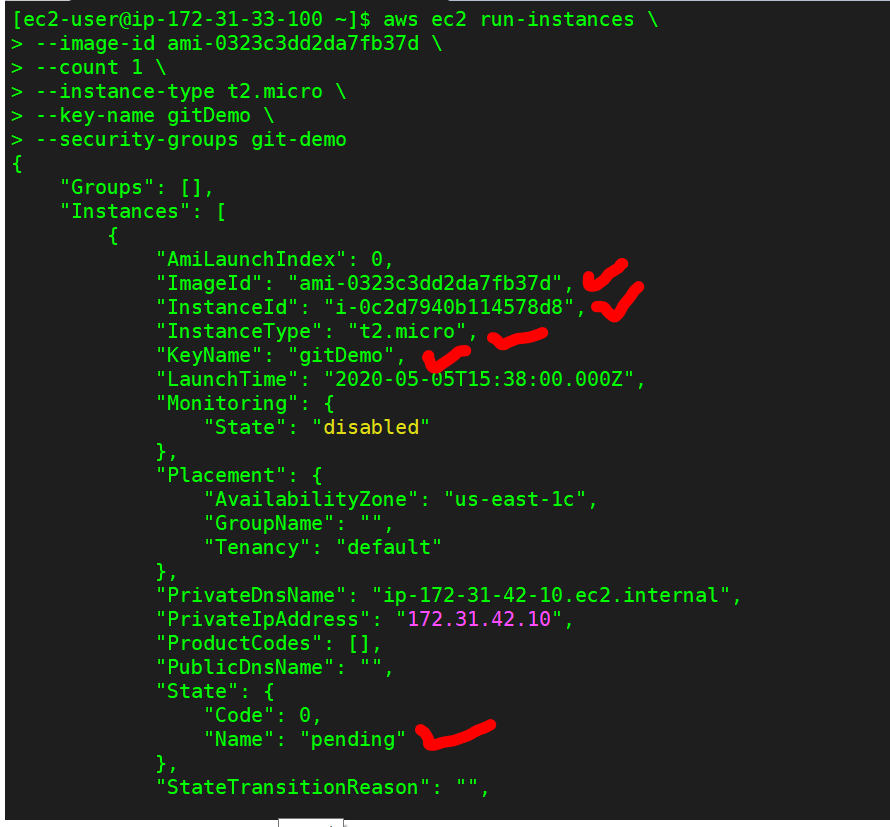 [ec2-user@ip-172-31-33-100 ~]$ aws ec2 run-instances \
> --image-id ami-0323c3dd2da7fb37d \
> --count 1 \
> --instance-type t2.micro \
> --key-name gitDemo \
> --security-groups git-demo
{
    "Groups": [],
    "Instances": [
        {
            "AmiLaunchIndex": 0,
            "ImageId": "ami-0323c3dd2da7fb37d",
            "InstanceId": "i-0c2d7940b114578d8",
            "InstanceType": "t2.micro",
            "KeyName": "gitDemo",
            "LaunchTime": "2020-05-05T15:38:00.000Z",
            "Monitoring": {
                "State": "disabled"
            },
            "Placement": {
                "AvailabilityZone": "us-east-1c",
                "GroupName": "",
                "Tenancy": "default"
            },
            "PrivateDnsName": "ip-172-31-42-10.ec2.internal",
            "PrivateIpAddress": "172.31.42.10",
            "ProductCodes": [],
            "PublicDnsName": "",
            "State": {
                "Code": 0,
                "Name": "pending"
            },
            "StateTransitionReason": "",